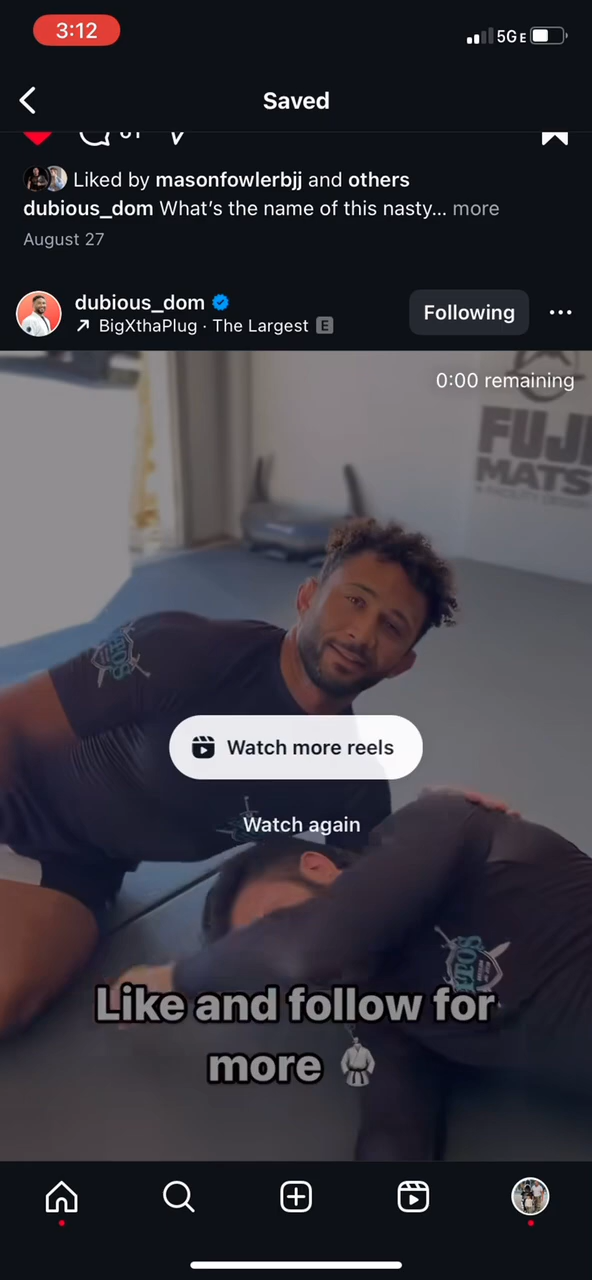 3:12
5G E
Saved
Liked by masonfowlerbjj and others
dubious_dom What's the name of this nasty... more
August 27
dubious_dom
BigXthaPlug · The Largest E
Following
0:00 remaining
FUJI
MATS
Watch more reels
Watch again
Like and follow for
more 🥋